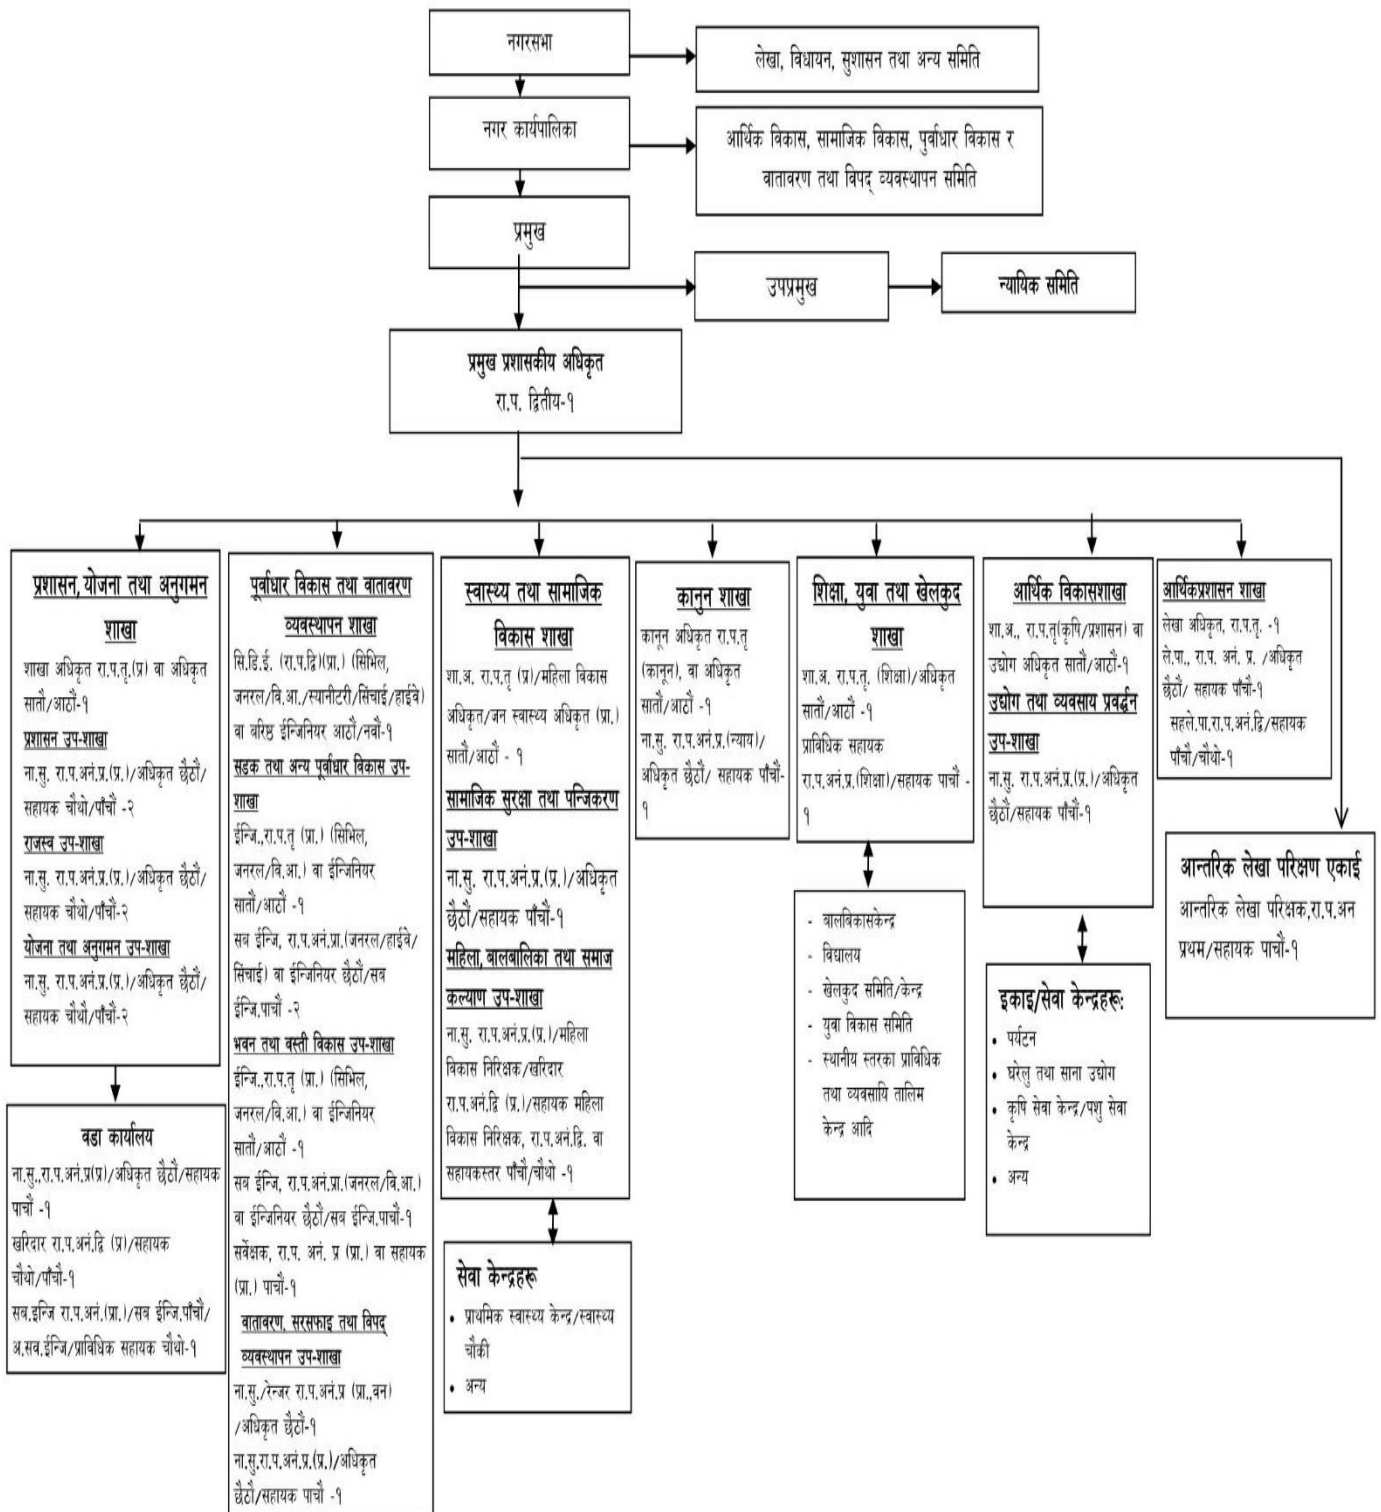 नगरसभा
लेखा, विधायन, सुशासन तथा अन्य समिति
नगर कार्यपालिका
आर्थिक विकास, सामाजिक विकास, पुर्वाधार विकास र
वातावरण तथा विपद् व्यवस्थापन समिति
प्रमुख
उपप्रमुख
न्यायिक समिति
प्रमुख प्रशासकीय अधिकृत
रा.प. द्वितीय-१
प्रशासन, योजना तथा अनुगमन
शाखा
शाखा अधिकृत रा.प.तृ.(प्र) वा अधिकृत
सातौ/आठौं-१
प्रशासन उप-शाखा
ना.सु. रा.प.अनं.प्र.(प्र.)/अधिकृत छैठौं/
सहायक चौथो/पाँचौं -२
राजस्व उप-शाखा
ना.सु. रा.प.अनं.प्र.(प्र.)/अधिकृत छैठौं/
सहायक चौथो/पाँचौं-२
योजना तथा अनुगमन उप-शाखा
ना.सु. रा.प.अनं.प्र.(प्र.)/अधिकृत छैठौं/
सहायक चौथौ/पाँचौं-२
वडा कार्यालय
ना.सु.,रा.प.अनं.प्र(प्र)/अधिकृत छैठौं/सहायक
पाचौं -१
खरिदार रा.प.अनं.द्वि (प्र)/सहायक
चौथो/पाँचौ-१
सब.इन्जि रा.प.अनं.(प्रा.)/सब ईन्जि.पाँचौं/
अ.सव.ईन्जि/प्राविधिक सहायक चौथो-१
पूर्वाधार विकास तथा वातावरण
व्यवस्थापन शाखा
सि.डि.ई. (रा.प.द्वि)(प्रा.) (सिभिल,
जनरल/वि.आ./स्यानीटरी/सिंचाई/हाईवे)
वा वरिष्ठ ईन्जिनियर आठौं/नवौं-१
सडक तथा अन्य पूर्वाधार विकास उप-
शाखा
ईन्जि.,रा.प.तृ (प्रा.) (सिभिल,
जनरल/वि.आ.) वा ईन्जिनियर
सातौं/आठौं -१
सब ईन्जि, रा.प.अनं.प्रा.(जनरल/हाईवे/
सिंचाई) वा ईन्जिनियर छैठौं/सब
ईन्जि.पाचौं -२
भवन तथा वस्ती विकास उप-शाखा
ईन्जि.,रा.प.तृ (प्रा.) (सिभिल,
जनरल/वि.आ.) वा ईन्जिनियर
सातौं/आठौं -१
सब ईन्जि, रा.प.अनं.प्रा.(जनरल/बि.आ.)
वा ईन्जिनियर छैठौं/सब ईन्जि.पाचौं-१
सर्वेक्षक, रा.प. अनं. प्र (प्रा.) वा सहायक
(प्रा.) पाचौं-१
वातावरण, सरसफाइ तथा विपद्
व्यवस्थापन उप-शाखा
ना.सु./रेन्जर रा.प.अनं.प्र (प्रा.,वन)
/अधिकृत छैठौं-१
ना.सु.रा.प.अनं.प्र.(प्र.)/अधिकृत
छैठौं/सहायक पाचौं -१
स्वास्थ्य तथा सामाजिक
विकास शाखा
शा.अ. रा.प.तृ (प्र)/महिला विकास
अधिकृत/जन स्वास्थ्य अधिकृत (प्रा.)
सातौं/आठौं - १
सामाजिक सुरक्षा तथा पन्जिकरण
उप-शाखा
ना.सु. रा.प.अनं.प्र.(प्र.)/अधिकृत
छैठौं/सहायक पाँचौं-१
महिला, बालबालिका तथा समाज
कल्याण उप-शाखा
ना.सु. रा.प.अनं.प्र.(प्र.)/महिला
विकास निरिक्षक/खरिदार
रा.प.अनं.द्वि (प्र.)/सहायक महिला
विकास निरिक्षक, रा.प.अनं.द्वि. वा
सहायकस्तर पाँचौ/चौथो -१
सेवा केन्द्रहरू
• प्राथमिक स्वास्थ्य केन्द्र/स्वास्थ्य
चौकी
• अन्य
कानुन शाखा
कानून अधिकृत रा.प.तृ
(कानून), वा अधिकृत
सातौं/आठौं -१
ना.सु. रा.प.अनं.प्र.(न्याय)/
अधिकृत छैठौं/ सहायक पाँचौं-
१
शिक्षा, युवा तथा खेलकुद
शाखा
शा.अ. रा.प.तृ. (शिक्षा)/अधिकृत
सातौं/आठौं -१
प्राविधिक सहायक
रा.प.अनं.प्र.(शिक्षा)/सहायक पाचौं -
१
- बालबिकासकेन्द्र
- विद्यालय
- खेलकुद समिति/केन्द्र
- युवा विकास समिति
- स्थानीय स्तरका प्राविधिक
तथा व्यवसायि तालिम
केन्द्र आदि
आर्थिक विकासशाखा
शा.अ., रा.प.तृ(कृषि/प्रशासन) वा
उद्योग अधिकृत सातौं/आठौं-१
उद्योग तथा व्यवसाय प्रवर्द्धन
उप-शाखा
ना.सु. रा.प.अनं.प्र.(प्र.)/अधिकृत
छैठौं/सहायक पाँचौं-१
इकाइ/सेवा केन्द्रहरू:
• पर्यटन
• घरेलु तथा साना उद्योग
• कृषि सेवा केन्द्र/पशु सेवा
केन्द्र
• अन्य
आर्थिकप्रशासन शाखा
लेखा अधिकृत, रा.प.तृ. -१
ले.पा., रा.प. अनं. प्र. /अधिकृत
छैठौं/ सहायक पाँचौं-१
सहले.पा.रा.प.अनं.द्वि/सहायक
पाँचौ/चौथो-१
आन्तरिक लेखा परिक्षण एकाई
आन्तरिक लेखा परिक्षक,रा.प.अन
प्रथम/सहायक पाचौं-१